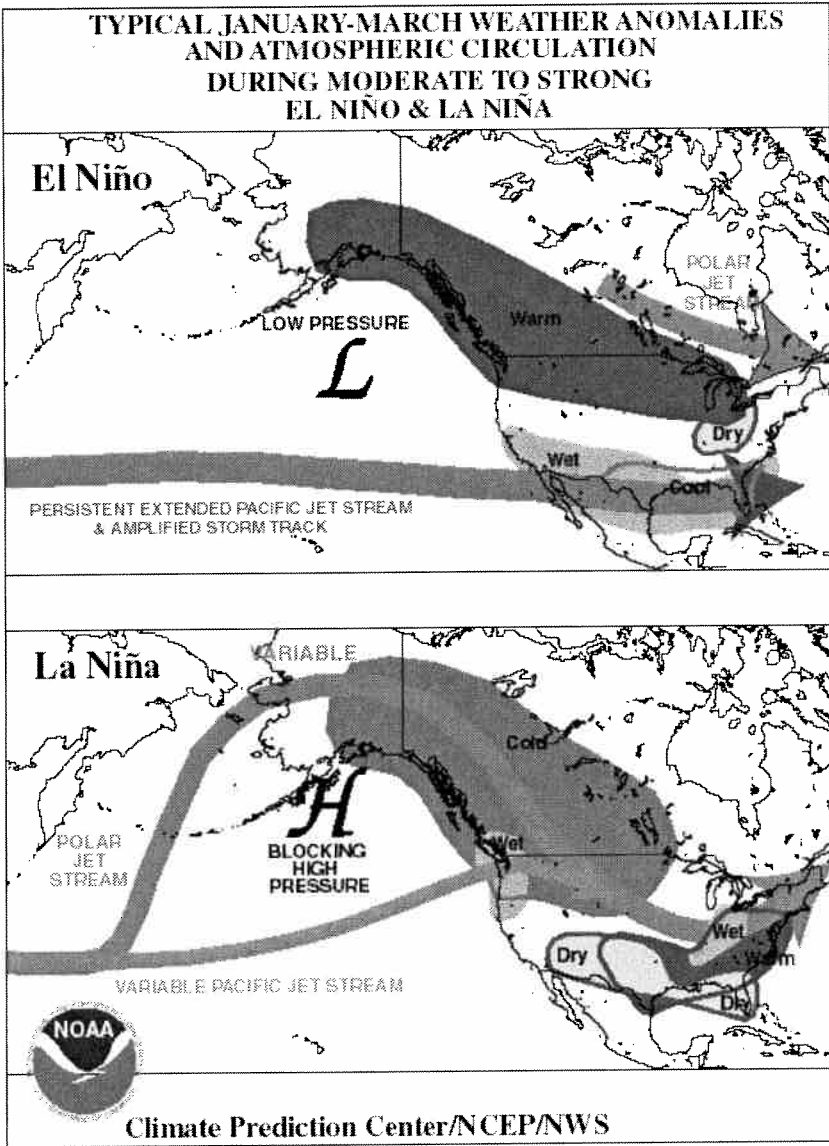 TYPICAL JANUARY-MARCH WEATHER ANOMALIES
AND ATMOSPHERIC CIRCULATION
DURING MODERATE TO STRONG
EL NIÑO & LA NIÑA
El Niño
POLAR
JET
STREAM
LOW PRESSURE
Warm
L
Dry
Wet
Cool
PERSISTENT EXTENDED PACIFIC JET STREAM
& AMPLIFIED STORM TRACK
La Niña
VARIABLE
Cold
H
BLOCKING
HIGH
PRESSURE
Wet
POLAR
JET
STREAM
Wet
Dry
Warm
Dry
VARIABLE PACIFIC JET STREAM
NOAA
Climate Prediction Center/NCEP/NWS